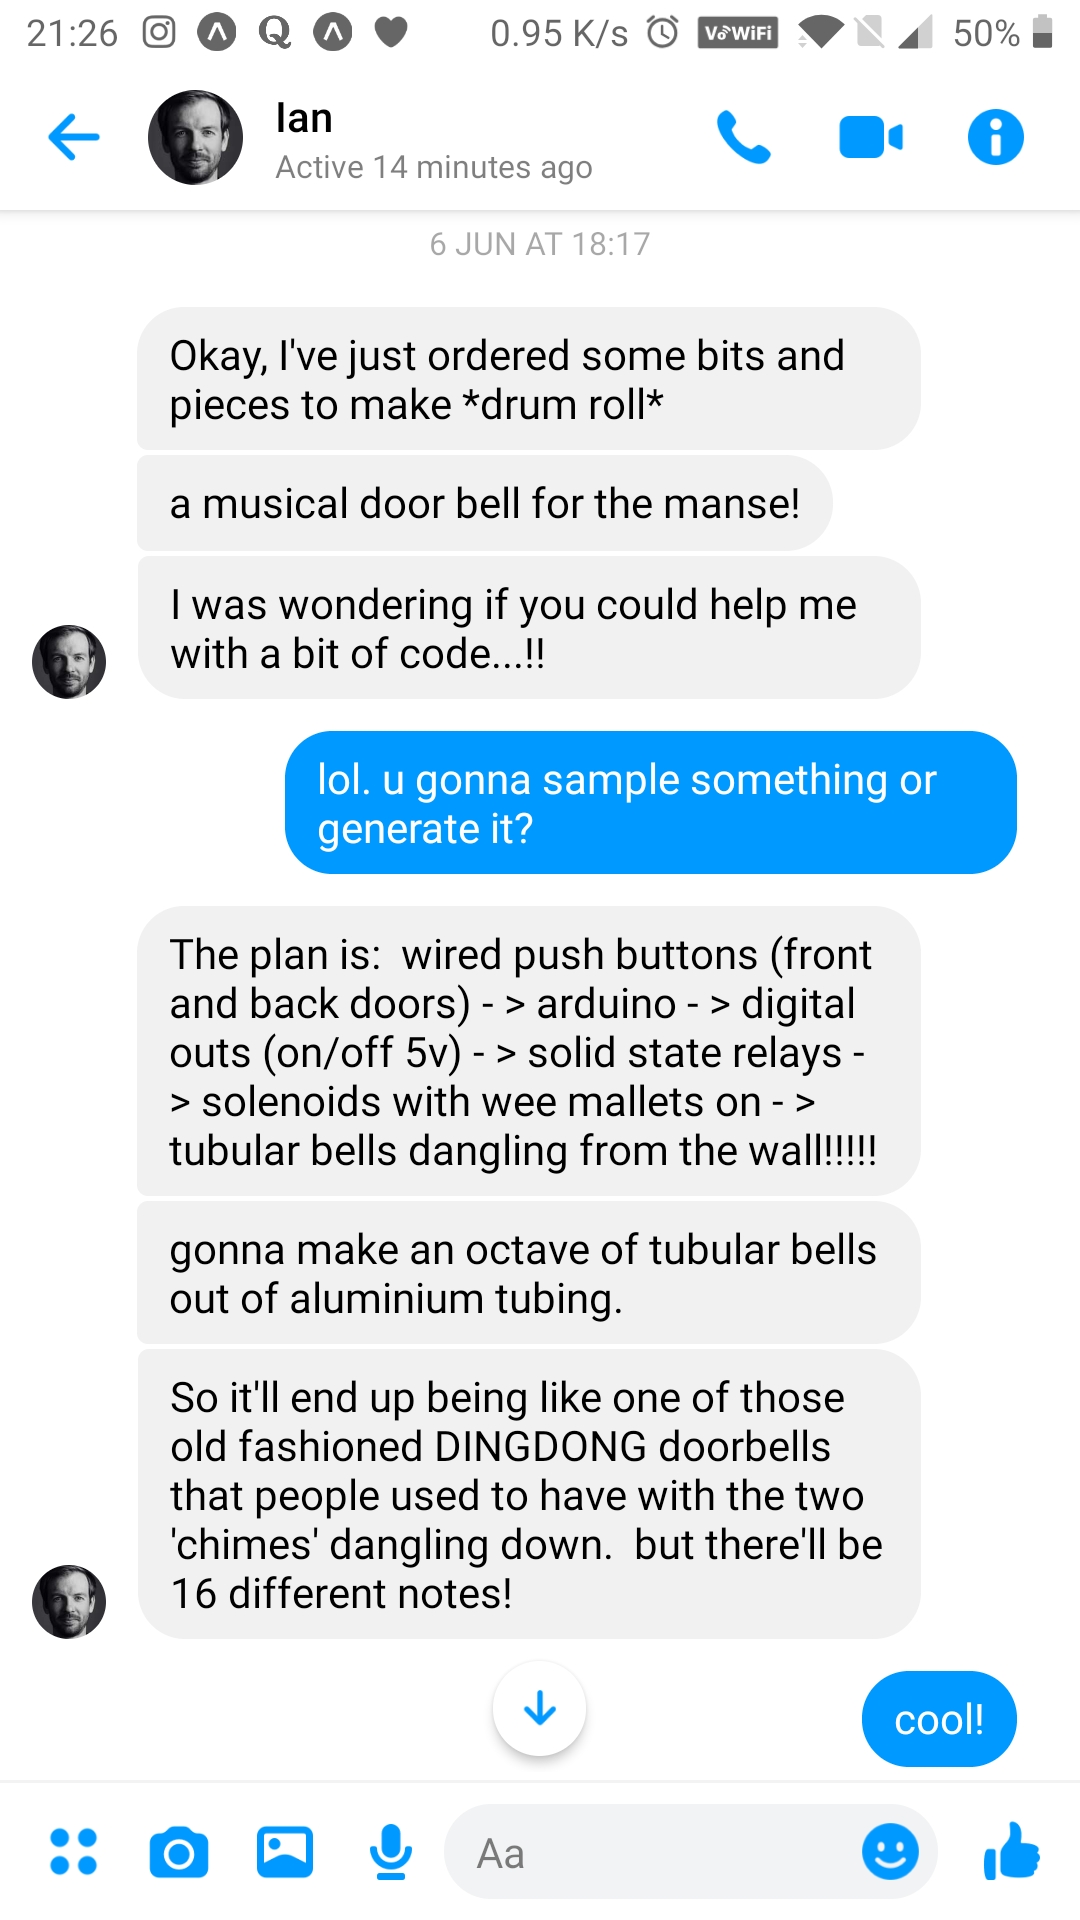 21:26 0.95 K/s VoWiFi 50%
Ian
Active 14 minutes ago
6 JUN AT 18:17
Okay, I've just ordered some bits and
pieces to make *drum roll*
a musical door bell for the manse!
I was wondering if you could help me
with a bit of code...!!
lol. u gonna sample something or
generate it?
The plan is:  wired push buttons (front
and back doors) - > arduino - > digital
outs (on/off 5v) - > solid state relays -
> solenoids with wee mallets on - >
tubular bells dangling from the wall!!!!!
gonna make an octave of tubular bells
out of aluminium tubing.
So it'll end up being like one of those
old fashioned DINGDONG doorbells
that people used to have with the two
'chimes' dangling down.  but there'll be
16 different notes!
cool!
Aa